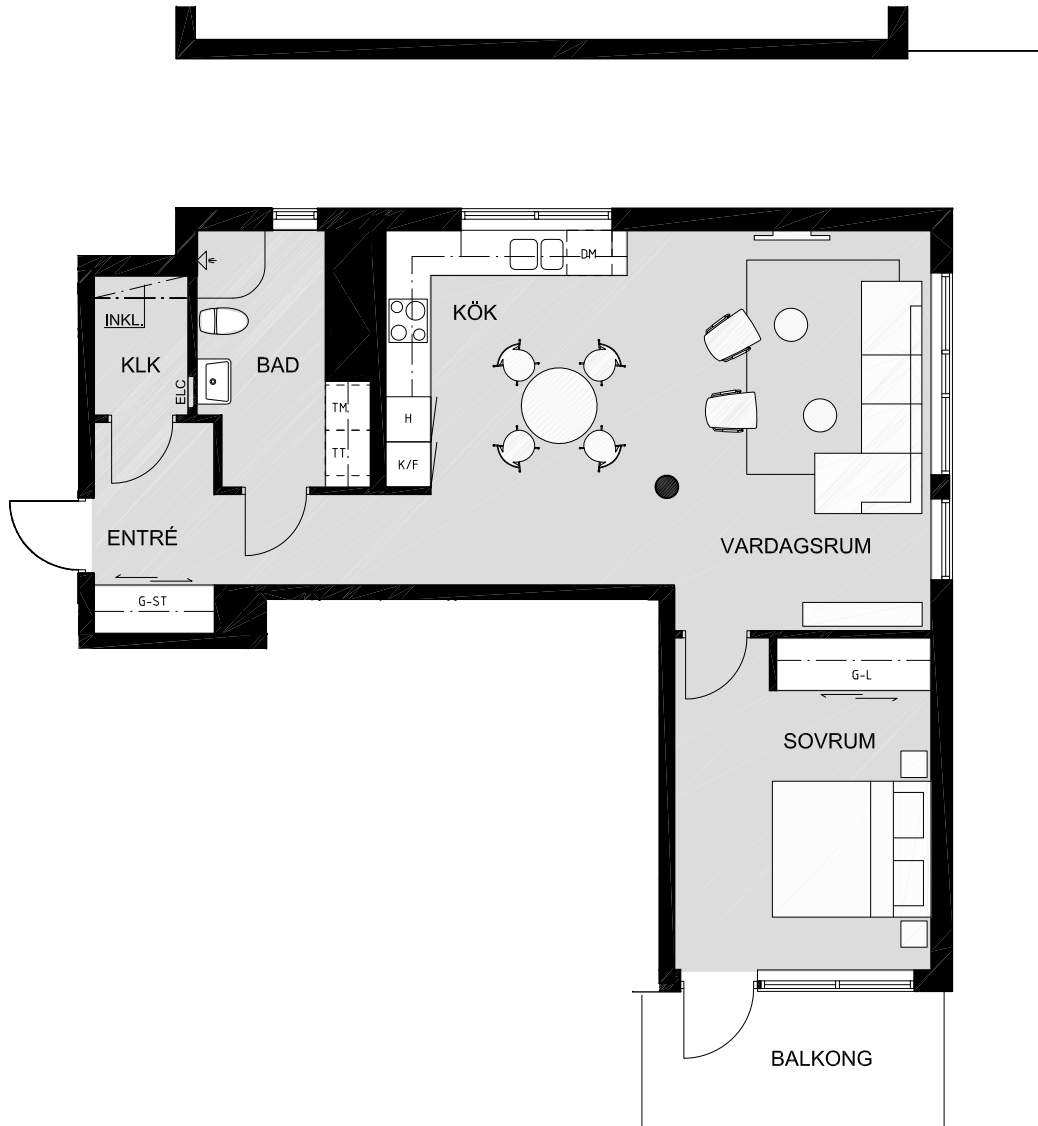 DM
KÖK
INKL.
KLK
BAD
ELC
TM
TT
H
K/F
ENTRÉ
VARDAGSRUM
G-ST
G-L
SOVRUM
BALKONG